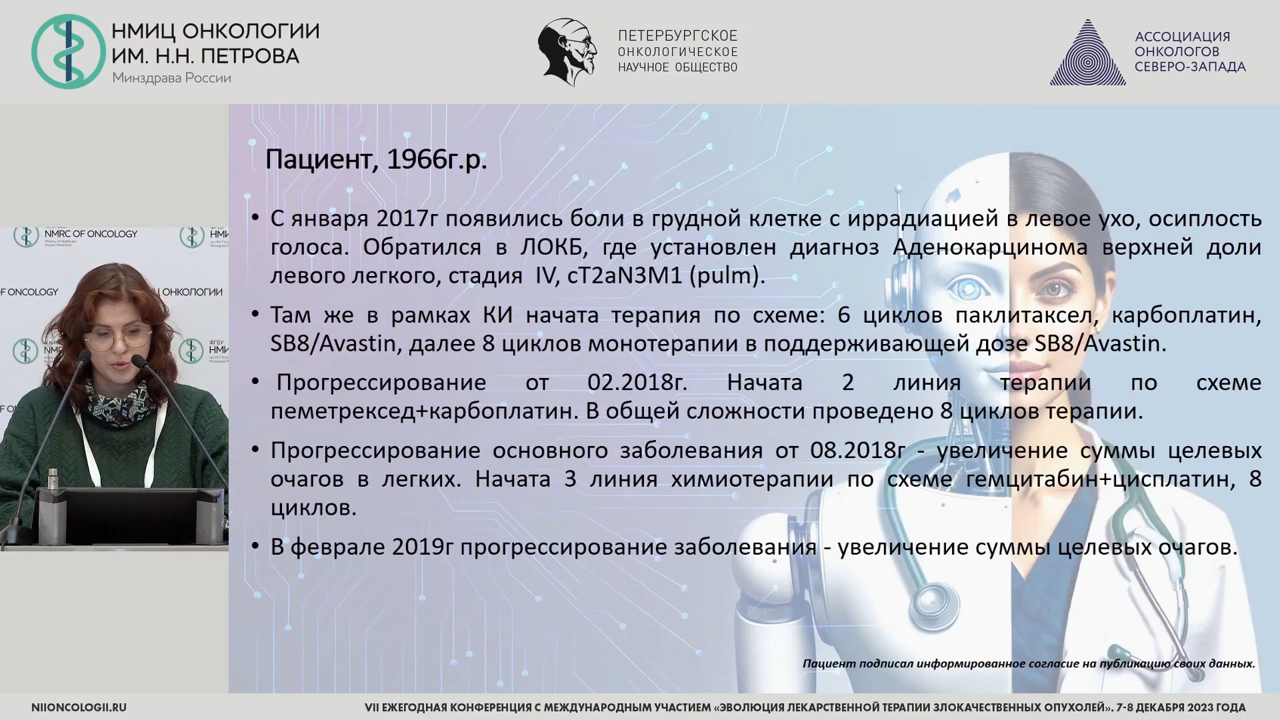 НМИЦ ОНКОЛОГИИ
ИМ. Н.Н. ПЕТРОВА
Минздрава России
ПЕТЕРБУРГСКОЕ
ОНКОЛОГИЧЕСКОЕ
НАУЧНОЕ ОБЩЕСТВО
АССОЦИАЦИЯ
ОНКОЛОГОВ
СЕВЕРО-ЗАПАДА
Пациент, 1966г.р.
• С января 2017г появились боли в грудной клетке с иррадиацией в левое ухо, осиплость
голоса. Обратился в ЛОКБ, где установлен диагноз Аденокарцинома верхней доли
левого легкого, стадия IV, cT2aN3M1 (pulm).
• Там же в рамках КИ начата терапия по схеме: 6 циклов паклитаксел, карбоплатин,
SB8/Avastin, далее 8 циклов монотерапии в поддерживающей дозе SB8/Avastin.
• Прогрессирование от 02.2018г. Начата 2 линия терапии по схеме
пеметрексед+карбоплатин. В общей сложности проведено 8 циклов терапии.
• Прогрессирование основного заболевания от 08.2018г - увеличение суммы целевых
очагов в легких. Начата 3 линия химиотерапии по схеме гемцитабин+цисплатин, 8
циклов.
• В феврале 2019г прогрессирование заболевания - увеличение суммы целевых очагов.
Пациент подписал информированное согласие на публикацию своих данных.
NMRC OF ONCOLOGY
OF ONCOLOGY
ОНКОЛОГИИ
NIIONCOLOGII.RU
VII ЕЖЕГОДНАЯ КОНФЕРЕНЦИЯ С МЕЖДУНАРОДНЫМ УЧАСТИЕМ «ЭВОЛЮЦИЯ ЛЕКАРСТВЕННОЙ ТЕРАПИИ ЗЛОКАЧЕСТВЕННЫХ ОПУХОЛЕЙ». 7-8 ДЕКАБРЯ 2023 ГОДА